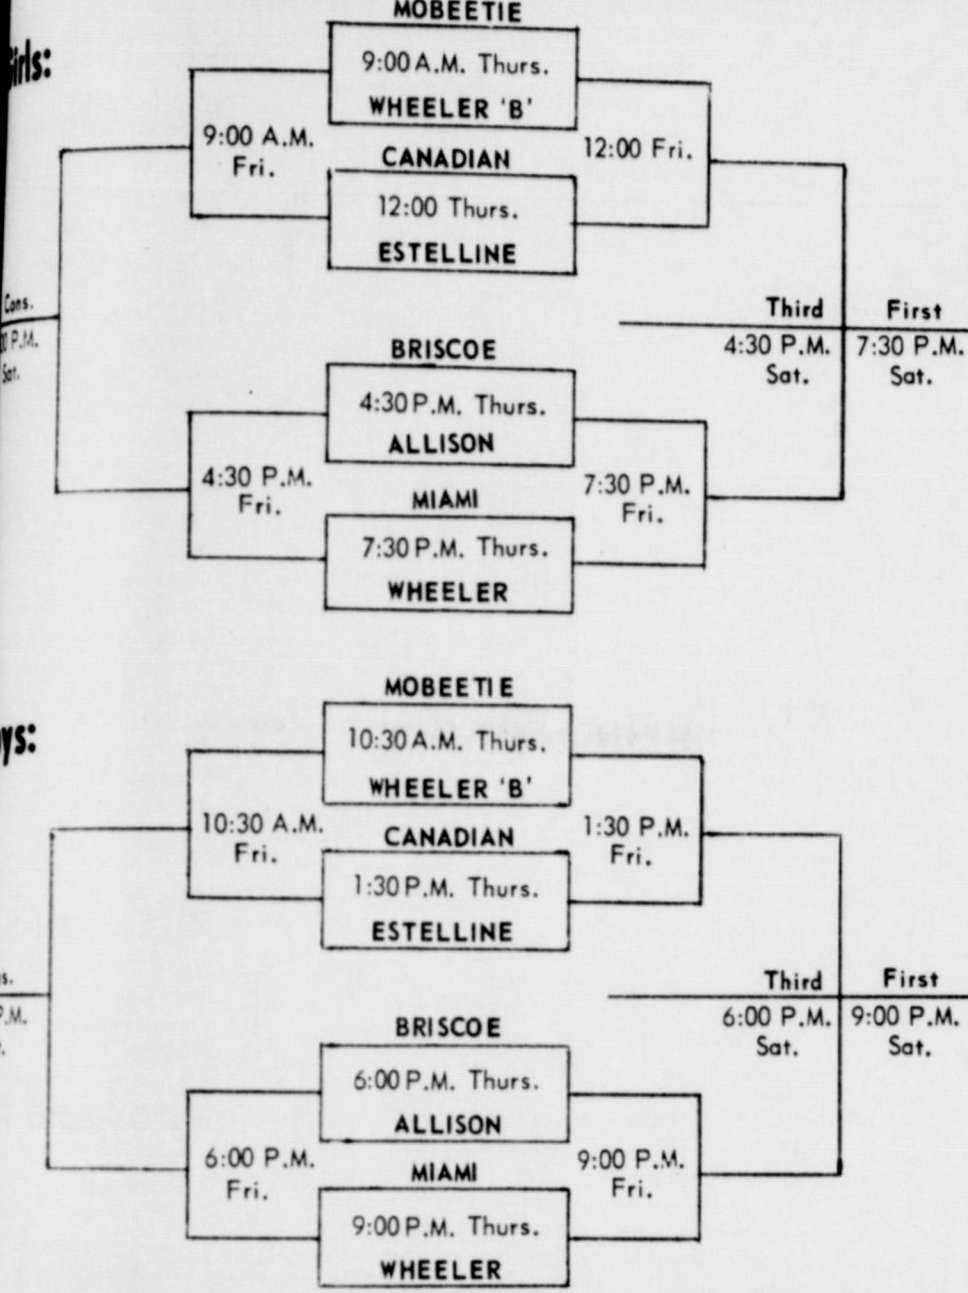 MOBEETIE
9:00 A.M. Thurs.
WHEELER 'B'
9:00 A.M.
Fri.
12:00 Fri.
CANADIAN
12:00 Thurs.
ESTELLINE
Cons.
P.M.
Sat.
Third
4:30 P.M.
Sat.
First
7:30 P.M.
Sat.
BRISCOE
4:30 P.M. Thurs.
ALLISON
4:30 P.M.
Fri.
7:30 P.M.
Fri.
MIAMI
7:30 P.M. Thurs.
WHEELER
MOBEETIE
10:30 A.M. Thurs.
WHEELER 'B'
10:30 A.M.
Fri.
1:30 P.M.
Fri.
CANADIAN
1:30 P.M. Thurs.
ESTELLINE
P.M.
Third
6:00 P.M.
Sat.
First
9:00 P.M.
Sat.
BRISCOE
6:00 P.M. Thurs.
ALLISON
6:00 P.M.
Fri.
9:00 P.M.
Fri.
MIAMI
9:00 P.M. Thurs.
WHEELER